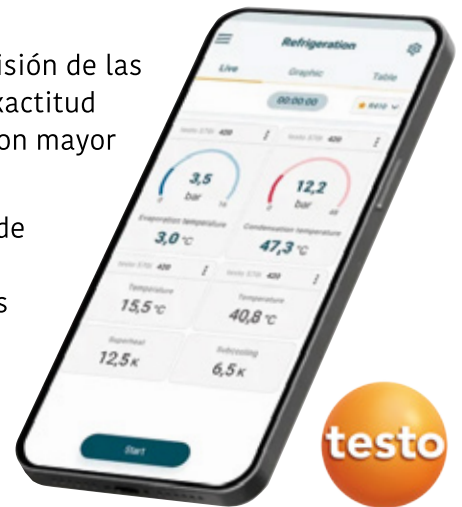 isión de las
xactitud
on mayor
de
s
Refrigeration
Live Graphic Table
00:00:00
3,5 12,2
bar bar
Evaporation temperature Condensation temperature
3,0 °C 47,3 °C
Temperature Temperature
15,5 °C 40,8 °C
Superheat Subcooling
12,5 K 6,5 K
Start
testo